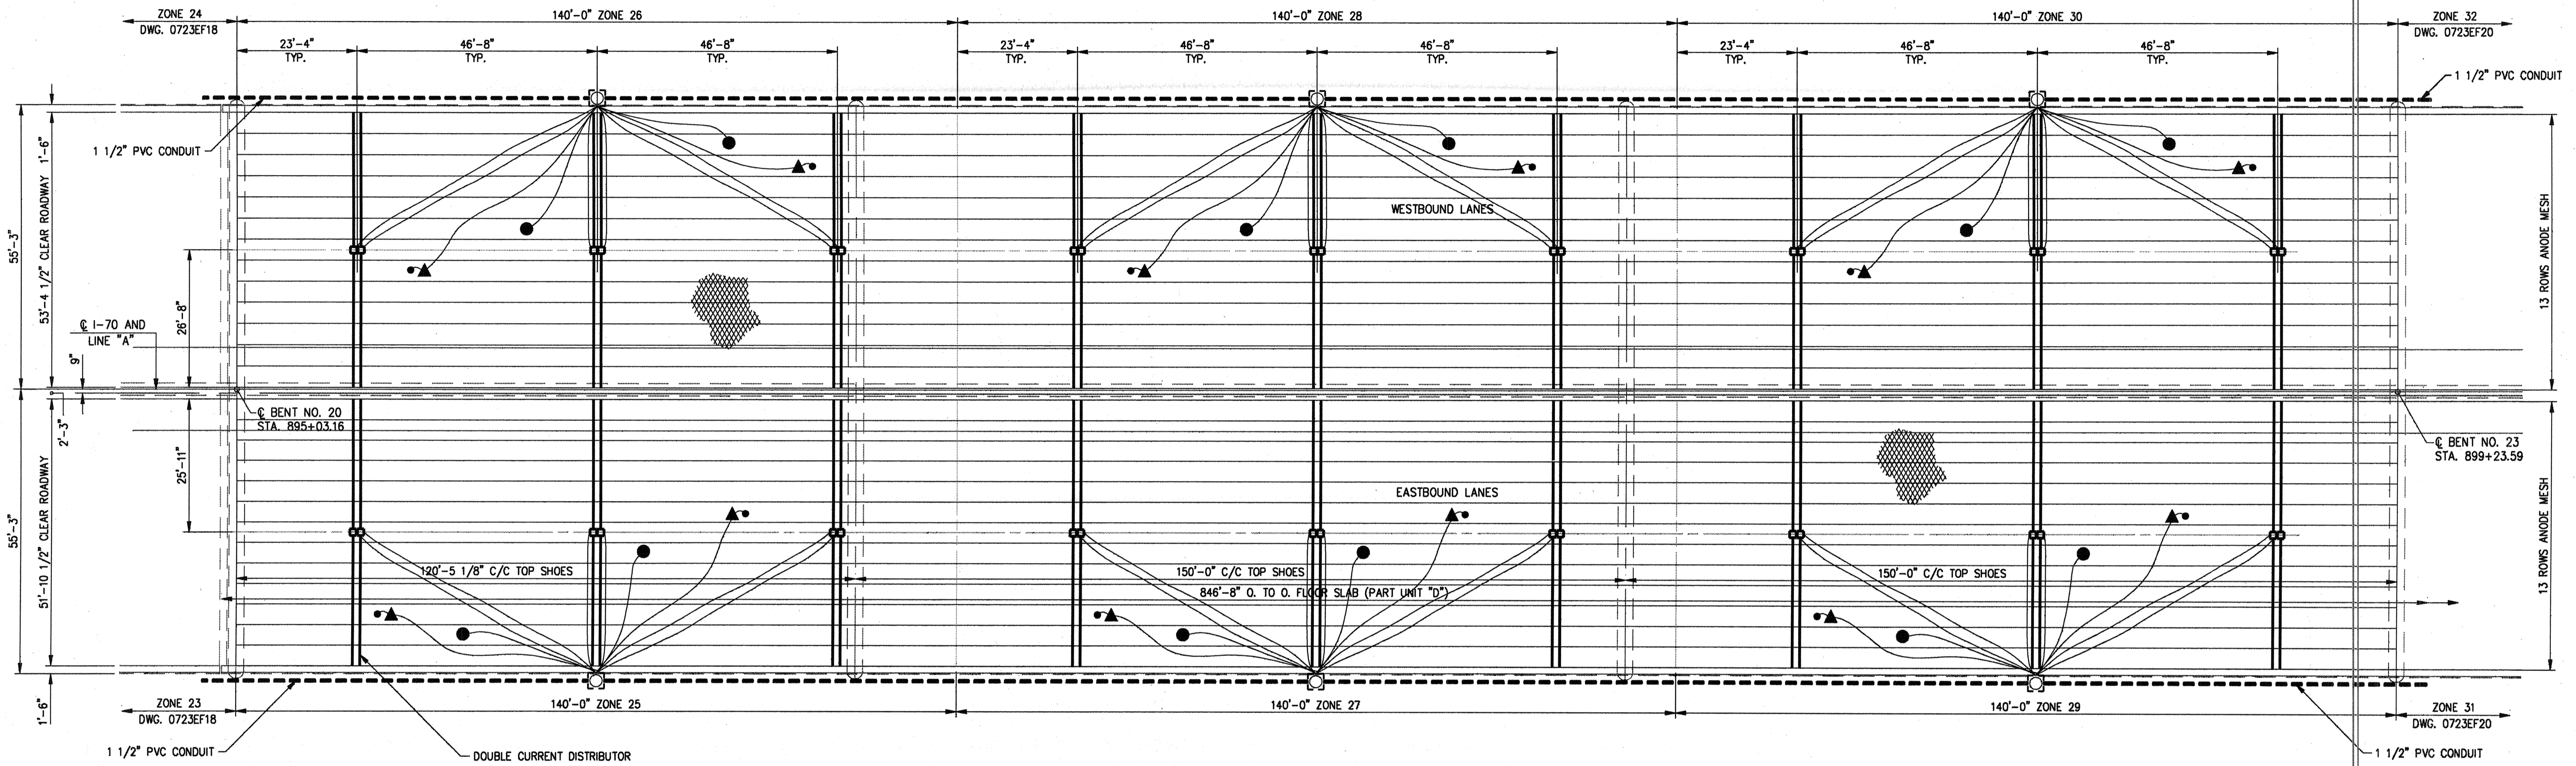 ZONE 24
DWG. 0723EF18
140'-0" ZONE 26
140'-0" ZONE 28
140'-0" ZONE 30
ZONE 32
DWG. 0723EF20
23'-4"
TYP.
46'-8"
TYP.
46'-8"
TYP.
23'-4"
TYP.
46'-8"
TYP.
46'-8"
TYP.
23'-4"
TYP.
46'-8"
TYP.
46'-8"
TYP.
1 1/2" PVC CONDUIT
1 1/2" PVC CONDUIT
55'-3"
1'-6"
53'-4 1/2" CLEAR ROADWAY
WESTBOUND LANES
13 ROWS ANODE MESH
26'-8"
℄ I-70 AND
LINE "A"
9"
℄ BENT NO. 20
STA. 895+03.16
2'-3"
℄ BENT NO. 23
STA. 899+23.59
25'-11"
EASTBOUND LANES
55'-3"
51'-10 1/2" CLEAR ROADWAY
13 ROWS ANODE MESH
120'-5 1/8" C/C TOP SHOES
150'-0" C/C TOP SHOES
150'-0" C/C TOP SHOES
846'-8" O. TO O. FLOOR SLAB (PART UNIT "D")
1'-6"
ZONE 23
DWG. 0723EF18
140'-0" ZONE 25
140'-0" ZONE 27
140'-0" ZONE 29
ZONE 31
DWG. 0723EF20
1 1/2" PVC CONDUIT
DOUBLE CURRENT DISTRIBUTOR
1 1/2" PVC CONDUIT